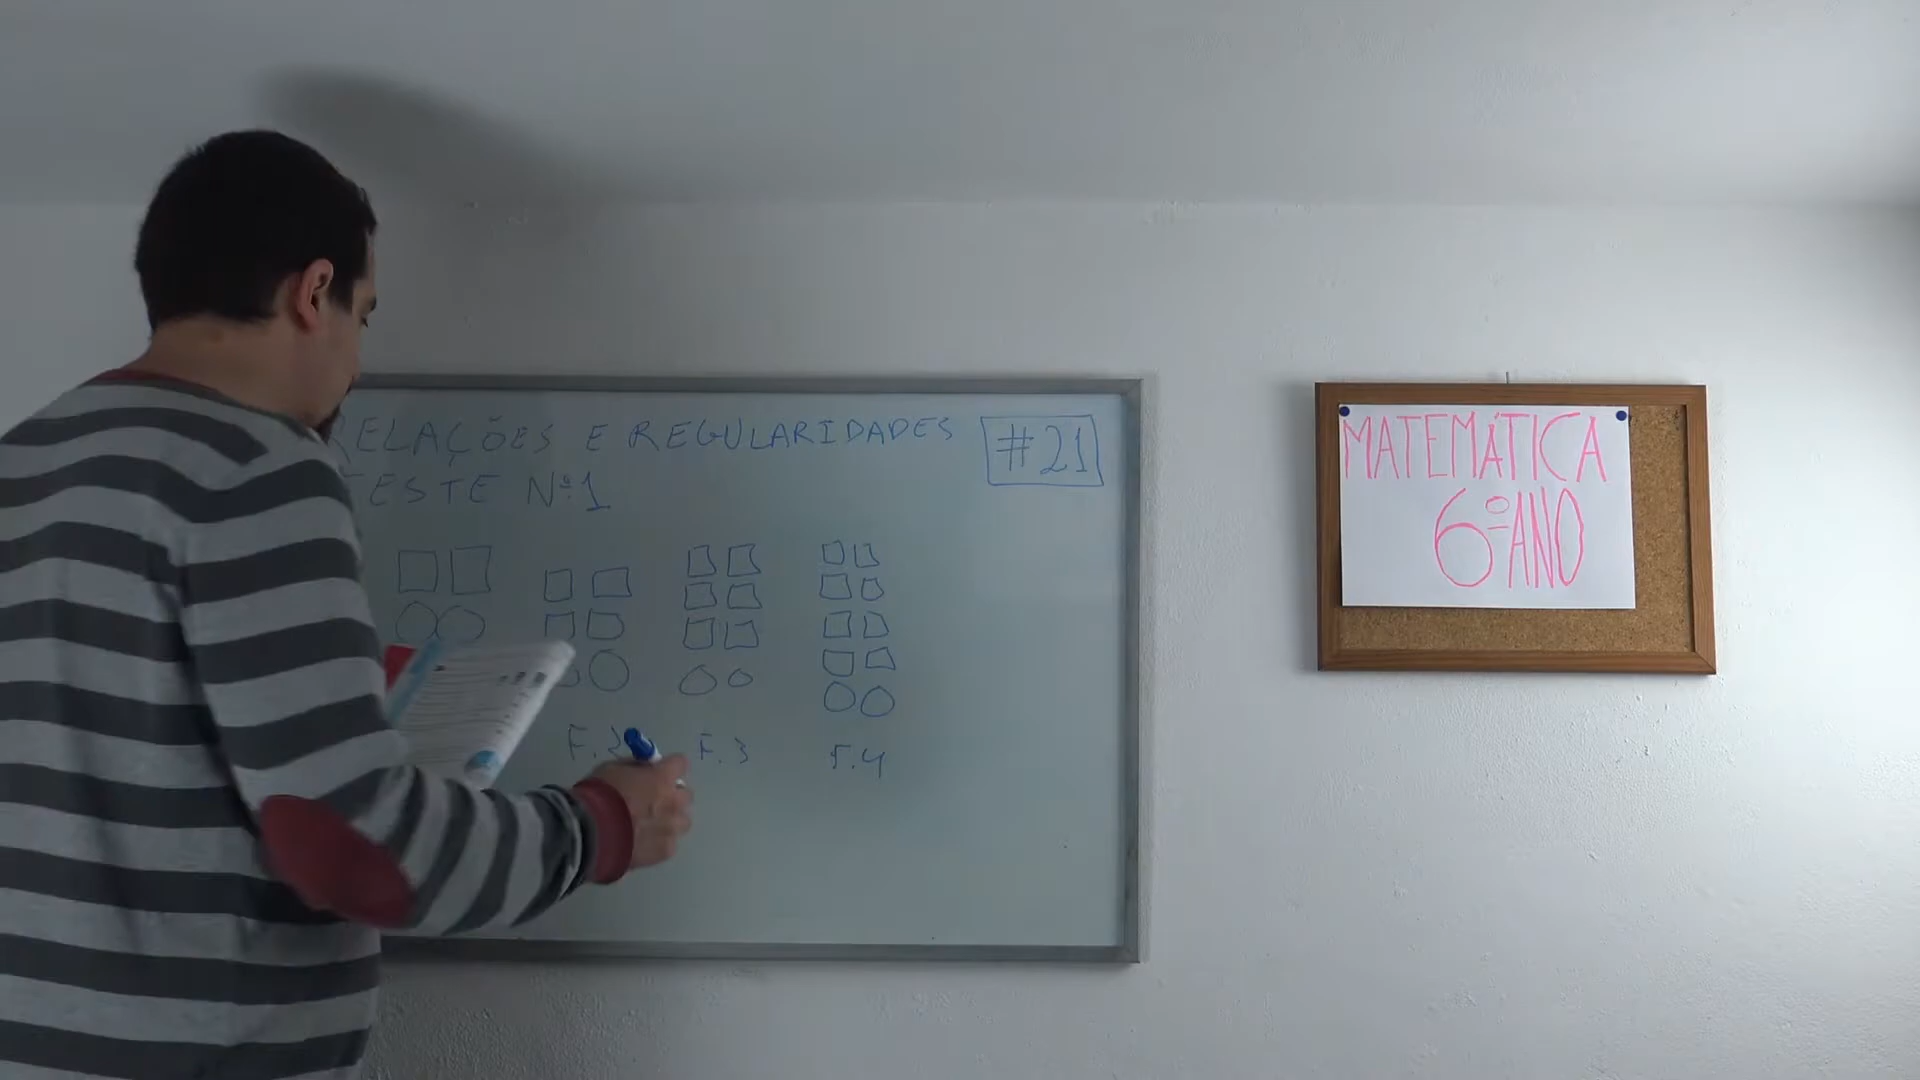 RELAÇÕES E REGULARIDADES
#21
TESTE Nº1
F.2
F.3
F.4
MATEMÁTICA
6º ANO